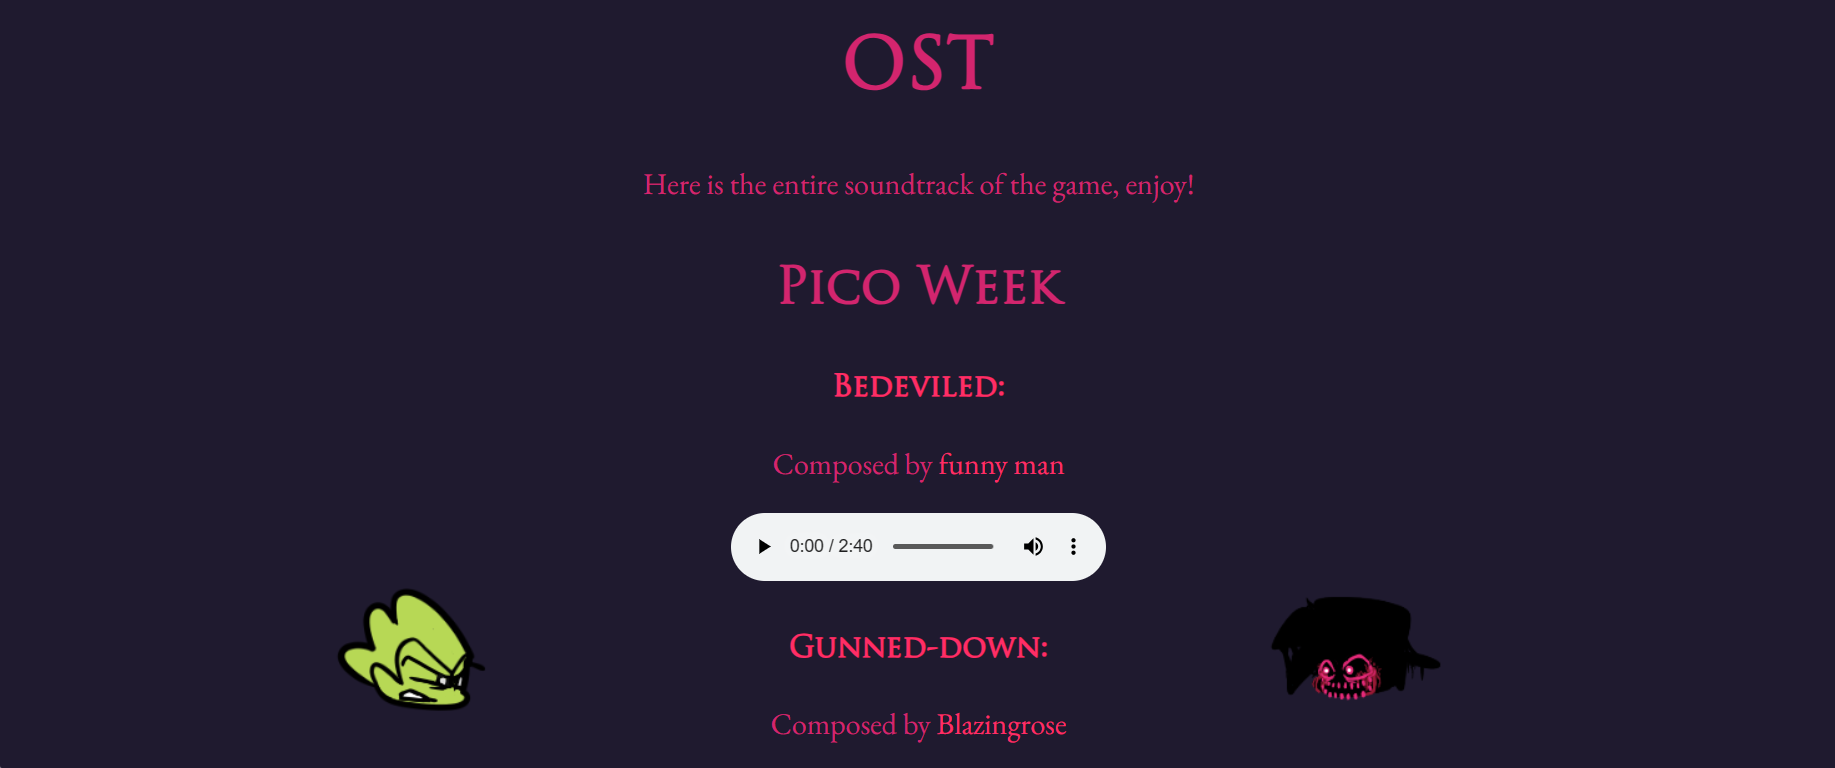 OST
Here is the entire soundtrack of the game, enjoy!
Pico Week
Bedeviled:
Composed by funny man
0:00 / 2:40
Gunned-down:
Composed by Blazingrose